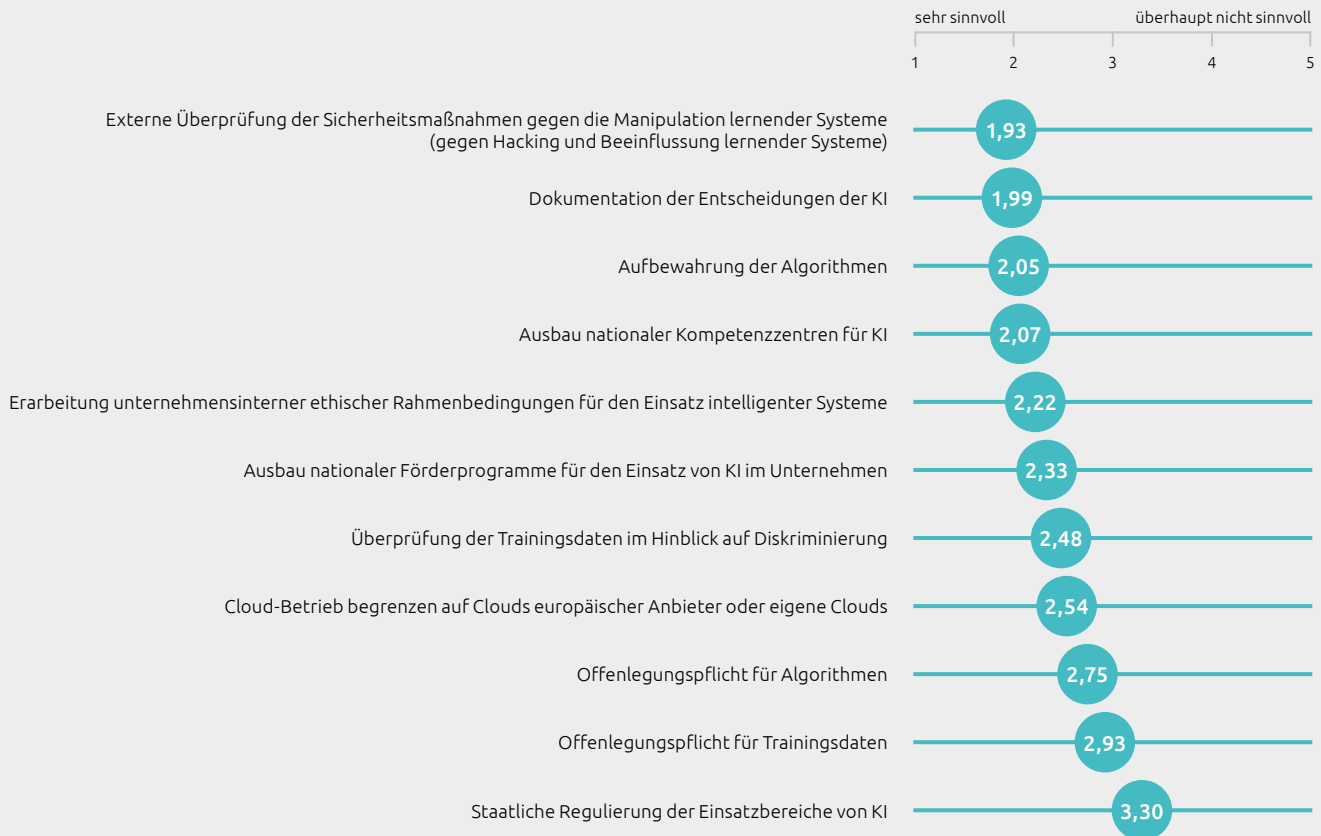 sehr sinnvoll überhaupt nicht sinnvoll
1 2 3 4 5
Externe Überprüfung der Sicherheitsmaßnahmen gegen die Manipulation lernender Systeme
(gegen Hacking und Beeinflussung lernender Systeme)
1,93
Dokumentation der Entscheidungen der KI
1,99
Aufbewahrung der Algorithmen
2,05
Ausbau nationaler Kompetenzzentren für KI
2,07
Erarbeitung unternehmensinterner ethischer Rahmenbedingungen für den Einsatz intelligenter Systeme
2,22
Ausbau nationaler Förderprogramme für den Einsatz von KI im Unternehmen
2,33
Überprüfung der Trainingsdaten im Hinblick auf Diskriminierung
2,48
Cloud-Betrieb begrenzen auf Clouds europäischer Anbieter oder eigene Clouds
2,54
Offenlegungspflicht für Algorithmen
2,75
Offenlegungspflicht für Trainingsdaten
2,93
Staatliche Regulierung der Einsatzbereiche von KI
3,30